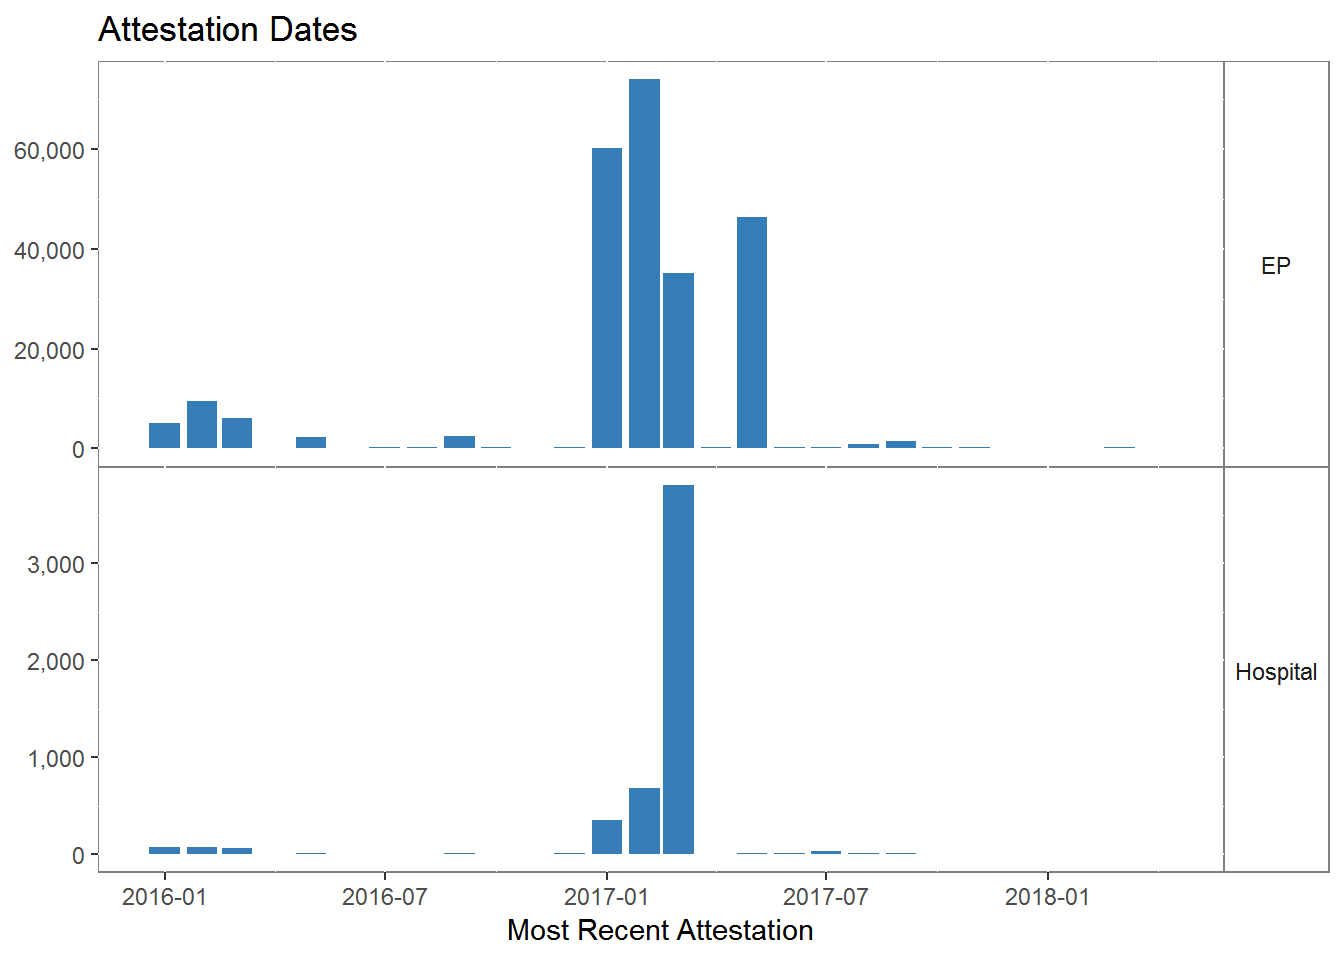 Attestation Dates
60,000
40,000
20,000
0
EP
3,000
2,000
1,000
0
Hospital
2016-01 2016-07 2017-01 2017-07 2018-01
Most Recent Attestation